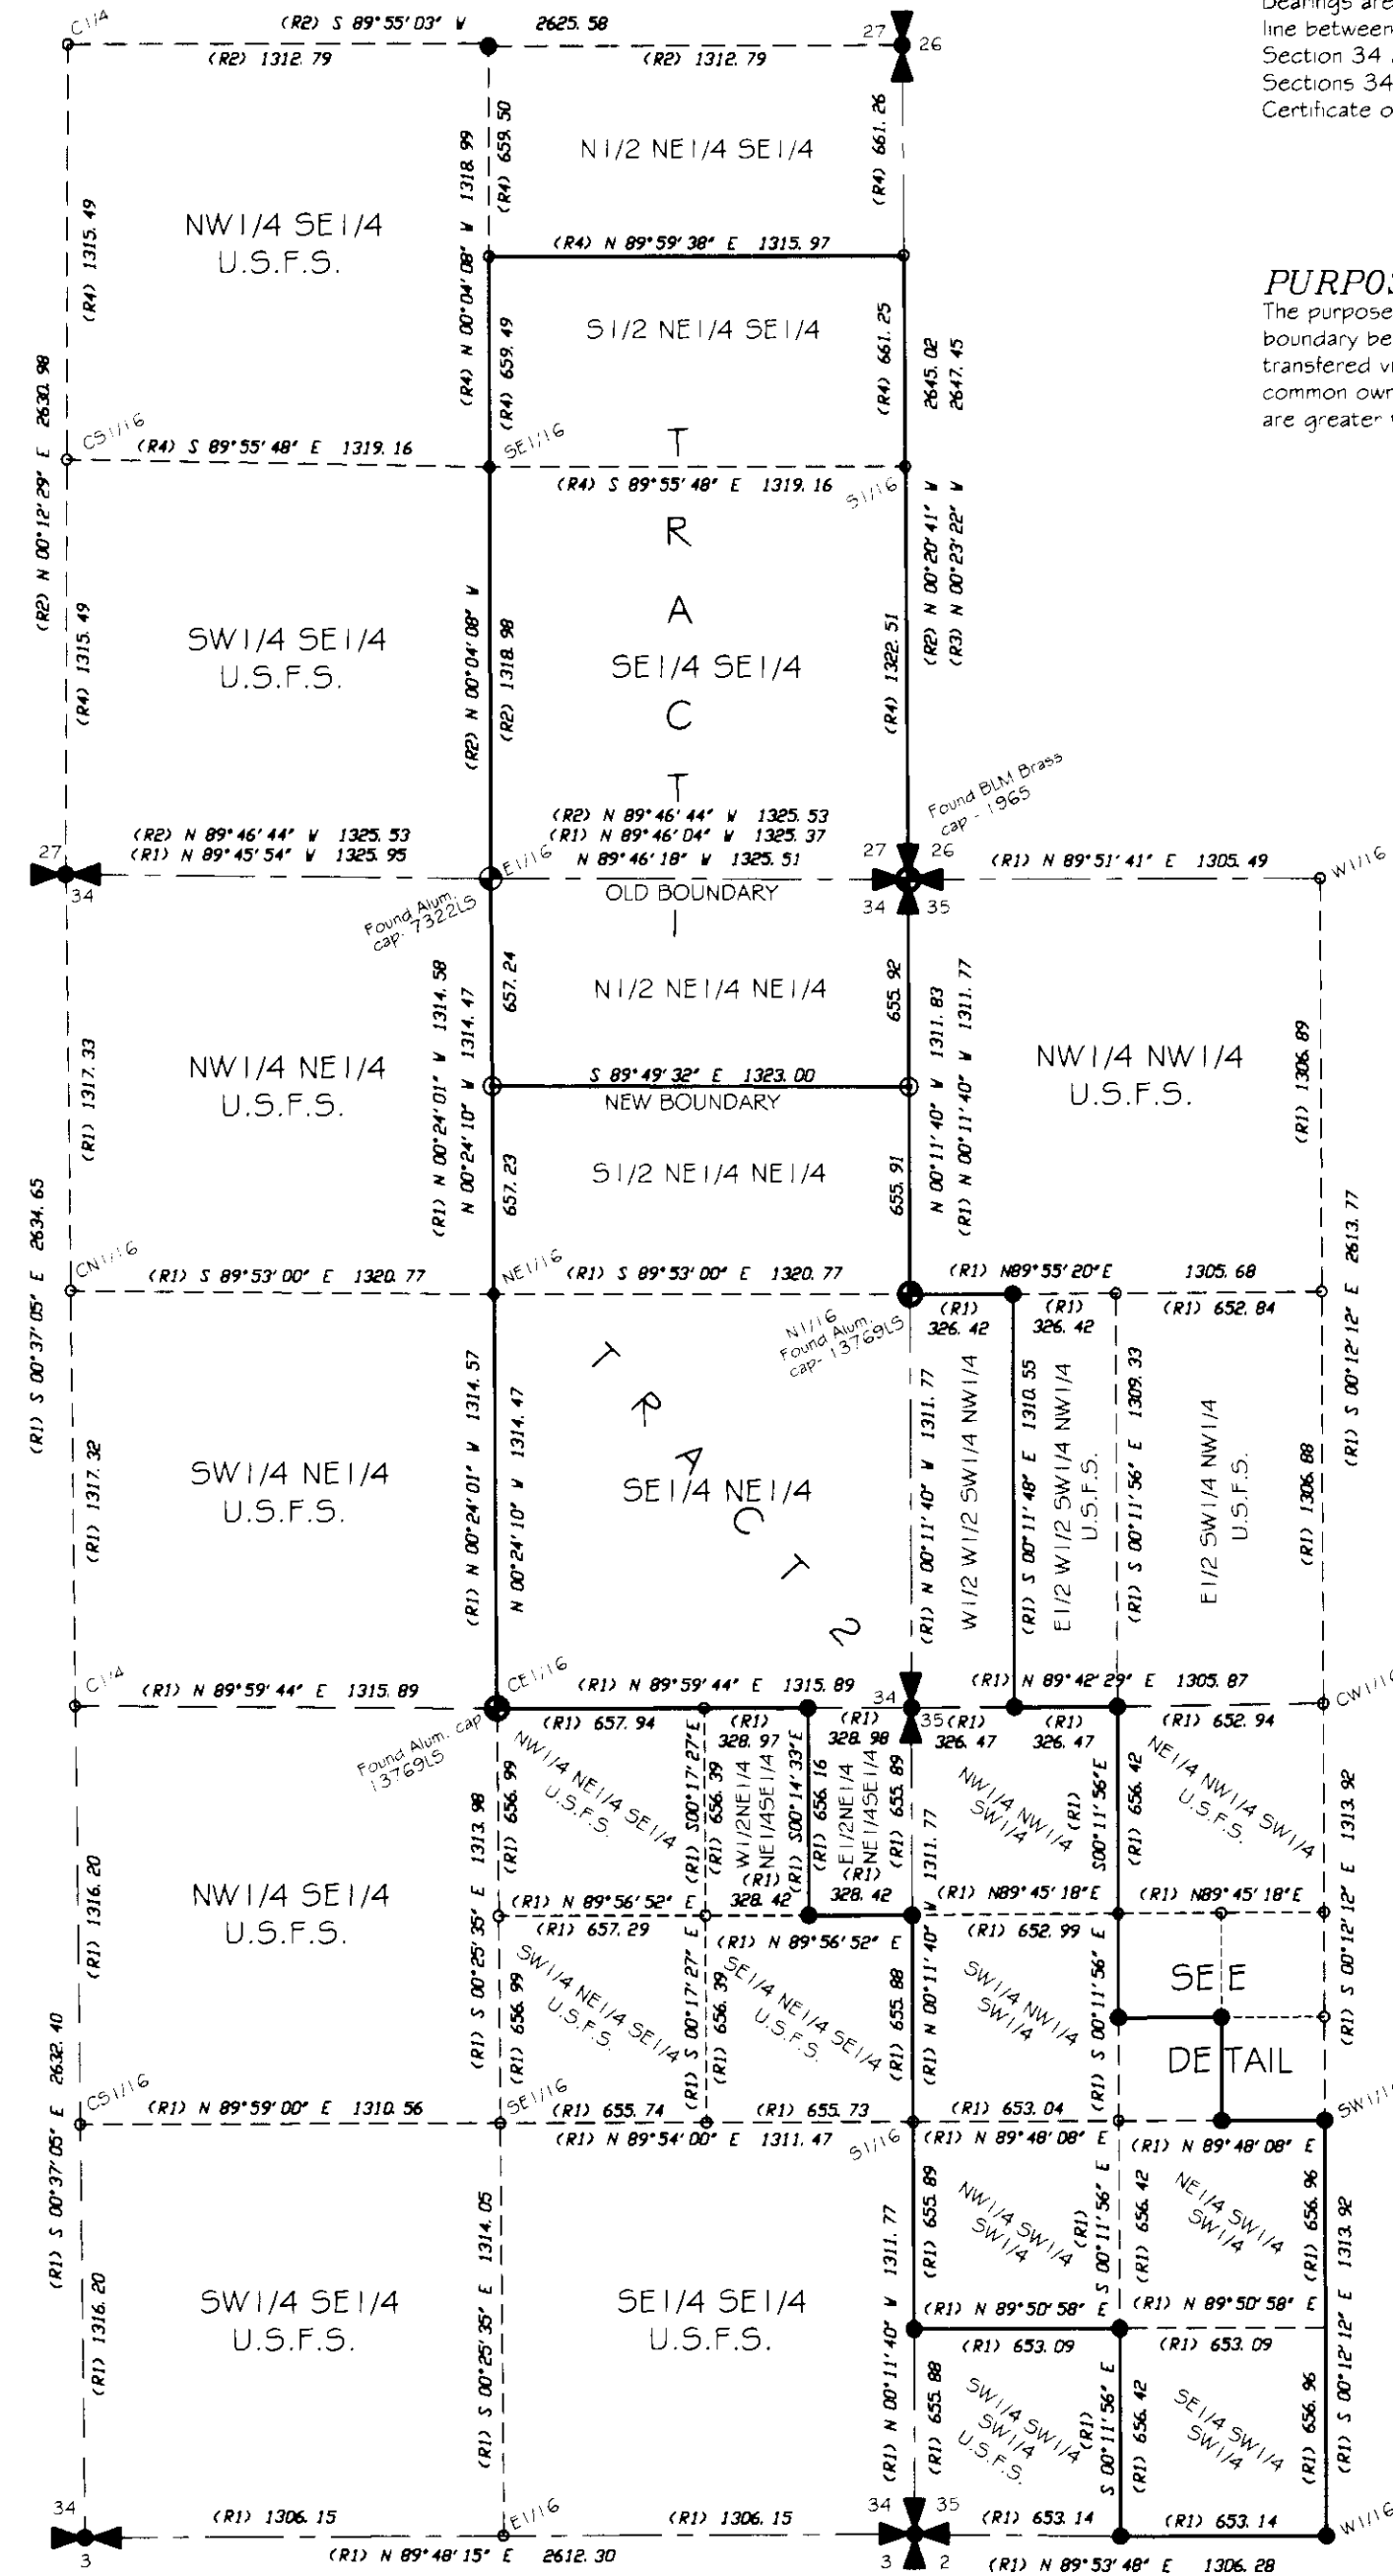 Bearings are
line between
Section 34
Sections 34
Certificate o
PURPOS
The purpose
boundary be
transfered v
common own
are greater
C1/4
(R2) S 89°55'03" W 2625.58
(R2) 1312.79
(R2) 1312.79
27
26
(R4) 1315.49
NW1/4 SE1/4
U.S.F.S.
(R4) N 00°04'08" W 1318.99
(R4) 659.50
N1/2 NE1/4 SE1/4
(R4) 661.26
(R4) N 89°59'38" E 1315.97
(R4) 659.49
S1/2 NE1/4 SE1/4
(R4) 661.25
2645.02
2647.45
(R2) N 00°12'29" E 2630.98
CS1/16
(R4) S 89°55'48" E 1319.16
SE1/16
T
(R4) S 89°55'48" E 1319.16
S1/16
R
(R2) N 00°20'41" W
(R3) N 00°23'22" W
(R4) 1315.49
SW1/4 SE1/4
U.S.F.S.
(R2) N 00°04'08" W
(R2) 1318.98
A
SE1/4 SE1/4
(R4) 1322.51
C
T
Found BLM Brass
cap - 1965
(R2) N 89°46'44" W 1325.53
(R1) N 89°45'54" W 1325.95
(R2) N 89°46'44" W 1325.53
(R1) N 89°46'04" W 1325.37
N 89°46'18" W 1325.51
27
34
E1/16
OLD BOUNDARY
27
26
34
35
(R1) N 89°51'41" E 1305.49
W1/16
Found Alum.
cap- 7322LS
1
(R1) 1317.33
NW1/4 NE1/4
U.S.F.S.
(R1) N 00°24'01" W 1314.58
N 00°24'10" W 1314.47
657.24
N1/2 NE1/4 NE1/4
655.92
N 00°11'40" W 1311.83
(R1) N 00°11'40" W 1311.77
NW1/4 NW1/4
U.S.F.S.
(R1) 1306.89
S 89°49'32" E 1323.00
NEW BOUNDARY
657.23
S1/2 NE1/4 NE1/4
655.91
(R1) S 00°37'05" E 2634.65
(R1) S 00°12'12" E 2613.77
CN1/16
(R1) S 89°53'00" E 1320.77
NE1/16
(R1) S 89°53'00" E 1320.77
(R1) N89°55'20"E 1305.68
N1/16
Found Alum.
cap- 13769LS
(R1)
326.42
(R1)
326.42
(R1) 652.84
(R1) 1317.32
SW1/4 NE1/4
U.S.F.S.
(R1) N 00°24'01" W 1314.57
N 00°24'10" W 1314.47
T
R
A
C
T
2
SE1/4 NE1/4
(R1) N 00°11'40" W 1311.77
W1/2 W1/2 SW1/4 NW1/4
(R1) S 00°11'48" E 1310.55
E1/2 W1/2 SW1/4 NW1/4
U.S.F.S.
(R1) S 00°11'56" E 1309.33
E1/2 SW1/4 NW1/4
U.S.F.S.
(R1) 1306.88
C1/4
(R1) N 89°59'44" E 1315.89
CE1/16
(R1) N 89°59'44" E 1315.89
34
35
(R1) N 89°42'29" E 1305.87
CW1/16
Found Alum. cap
13769LS
(R1) 657.94
(R1)
328.97
(R1)
328.98
(R1)
326.47
(R1)
326.47
(R1) 652.94
(R1) 1316.20
NW1/4 SE1/4
U.S.F.S.
(R1) S 00°25'35" E 1313.98
(R1) 656.99
NW1/4 NE1/4 SE1/4
U.S.F.S.
(R1) S00°17'27"E
(R1) 656.39
W1/2NE1/4
NE1/4SE1/4
(R1) S00°14'33"E
(R1) 656.16
E1/2NE1/4
NE1/4SE1/4
(R1) 655.89
(R1) N 00°11'40" W 1311.77
NW1/4 NW1/4
SW1/4
(R1)
S00°11'56"E
(R1) 656.42
NE1/4 NW1/4 SW1/4
U.S.F.S.
(R1) S 00°12'12" E 1313.92
(R1) N 89°56'52" E
(R1)
328.42
(R1)
328.42
(R1) N89°45'18"E
(R1) N89°45'18"E
(R1) 657.29
(R1) N 89°56'52" E
(R1) 652.99
(R1) 656.99
SW1/4 NE1/4 SE1/4
U.S.F.S.
(R1) S 00°17'27" E
(R1) 656.39
SE1/4 NE1/4 SE1/4
U.S.F.S.
(R1) 655.88
SW1/4 NW1/4
SW1/4
(R1) S 00°11'56" E
SEE
DETAIL
(R1) S 00°37'05" E 2632.40
CS1/16
(R1) N 89°59'00" E 1310.56
SE1/16
(R1) 655.74
(R1) 655.73
(R1) N 89°54'00" E 1311.47
S1/16
(R1) 653.04
(R1) N 89°48'08" E
(R1) N 89°48'08" E
SW1/1
(R1) 1316.20
SW1/4 SE1/4
U.S.F.S.
(R1) S 00°25'35" E 1314.05
SE1/4 SE1/4
U.S.F.S.
(R1) N 00°11'40" W 1311.77
(R1) 655.89
NW1/4 SW1/4
SW1/4
(R1)
S 00°11'56" E
(R1) 656.42
NE1/4 SW1/4
SW1/4
(R1) 656.96
(R1) S 00°12'12" E 1313.92
(R1) N 89°50'58" E
(R1) N 89°50'58" E
(R1) 653.09
(R1) 653.09
(R1) 655.88
SW1/4 SW1/4
SW1/4
U.S.F.S.
(R1)
S 00°11'56" E
(R1) 656.42
SE1/4 SW1/4
SW1/4
(R1) 656.96
34
3
(R1) 1306.15
E1/16
(R1) 1306.15
34
35
3
2
(R1) 653.14
(R1) 653.14
W1/16
(R1) N 89°48'15" E 2612.30
(R1) N 89°53'48" E 1306.28